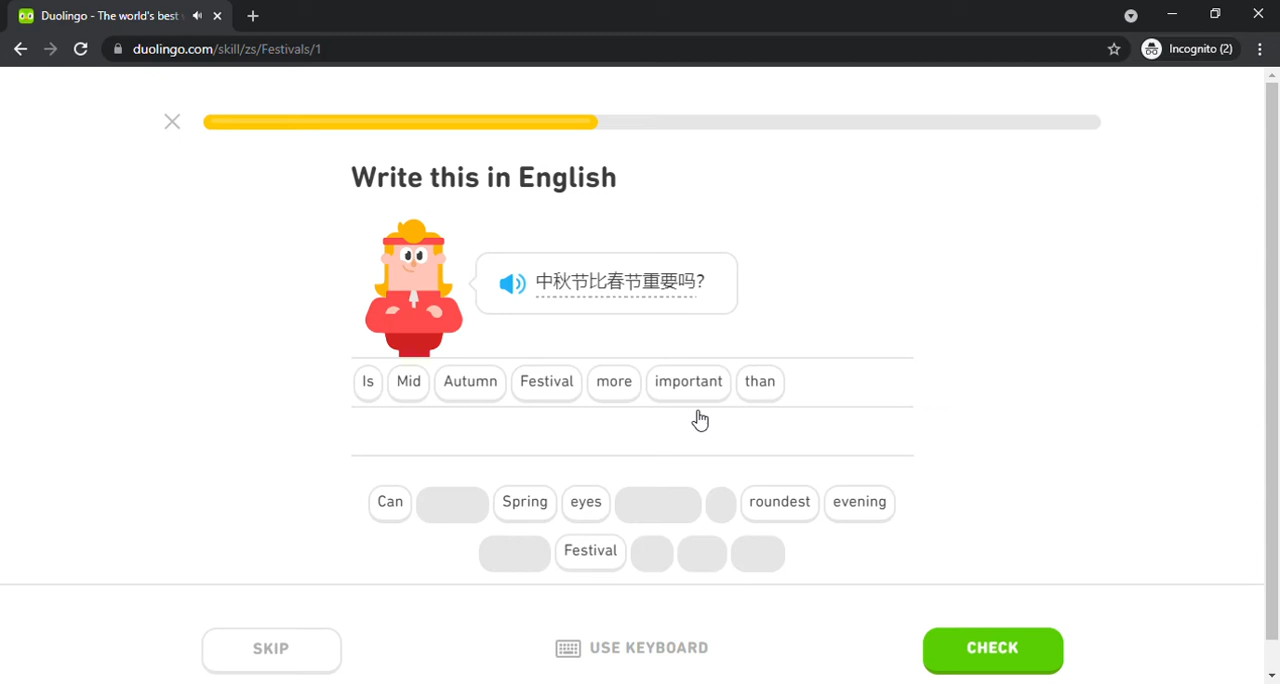 Duolingo - The world's best
duolingo.com/skill/zs/Festivals/1
Incognito (2)
Write this in English
中秋节比春节重要吗?
Is Mid Autumn Festival more important than
Can Spring eyes roundest evening
Festival
SKIP USE KEYBOARD CHECK